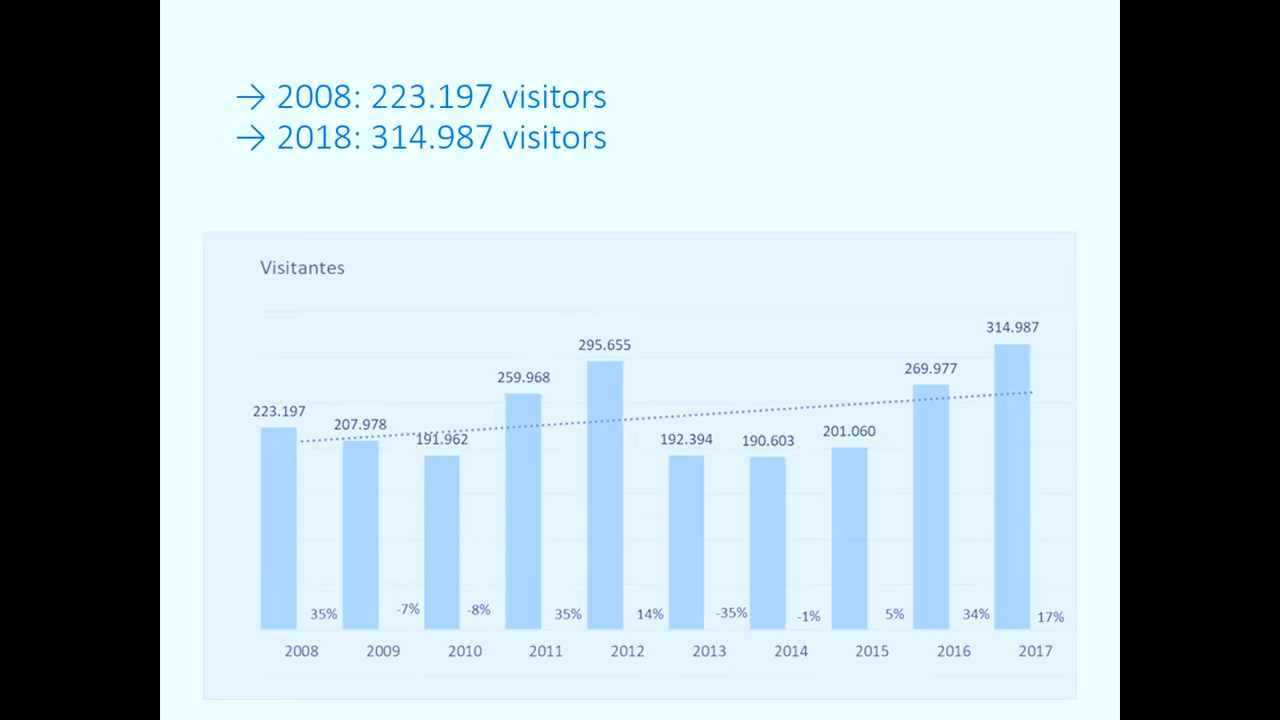 → 2008: 223.197 visitors
→ 2018: 314.987 visitors
Visitantes
223.197 207.978 191.962 259.968 295.655 192.394 190.603 201.060 269.977 314.987
35% -7% -8% 35% 14% -35% -1% 5% 34% 17%
2008 2009 2010 2011 2012 2013 2014 2015 2016 2017